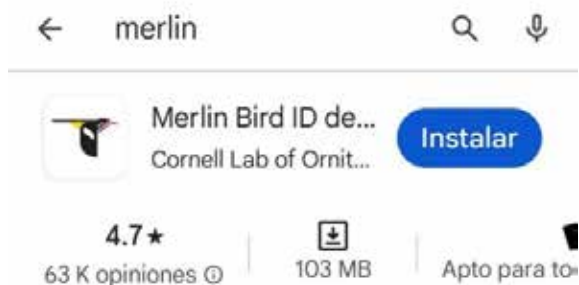 merlin
Merlin Bird ID de...
Cornell Lab of Ornit...
Instalar
4.7★
63 K opiniones
103 MB
Apto para to